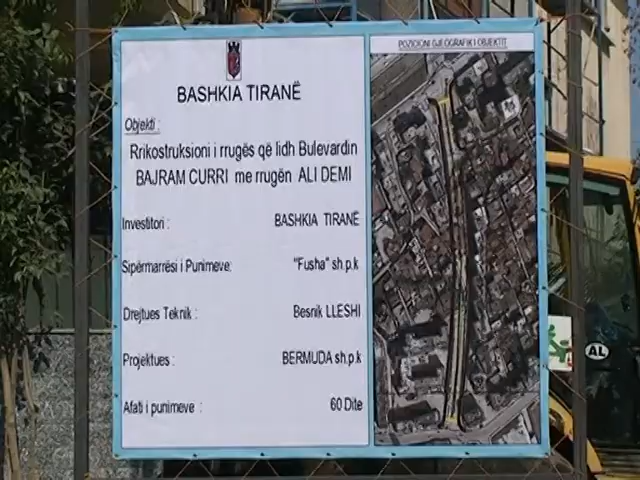 BASHKIA TIRANË
Objekti :
Rrikostruksioni i rrugës që lidh Bulevardin
BAJRAM CURRI me rrugën ALI DEMI
Investitori : BASHKIA TIRANË
Sipërmarrësi i Punimeve: "Fusha" sh.p.k
Drejtues Teknik : Besnik LLESHI
Projektues : BERMUDA sh.p.k
Afati i punimeve : 60 Dite
POZICIONI GJEOGRAFIK I OBJEKTIT
AL